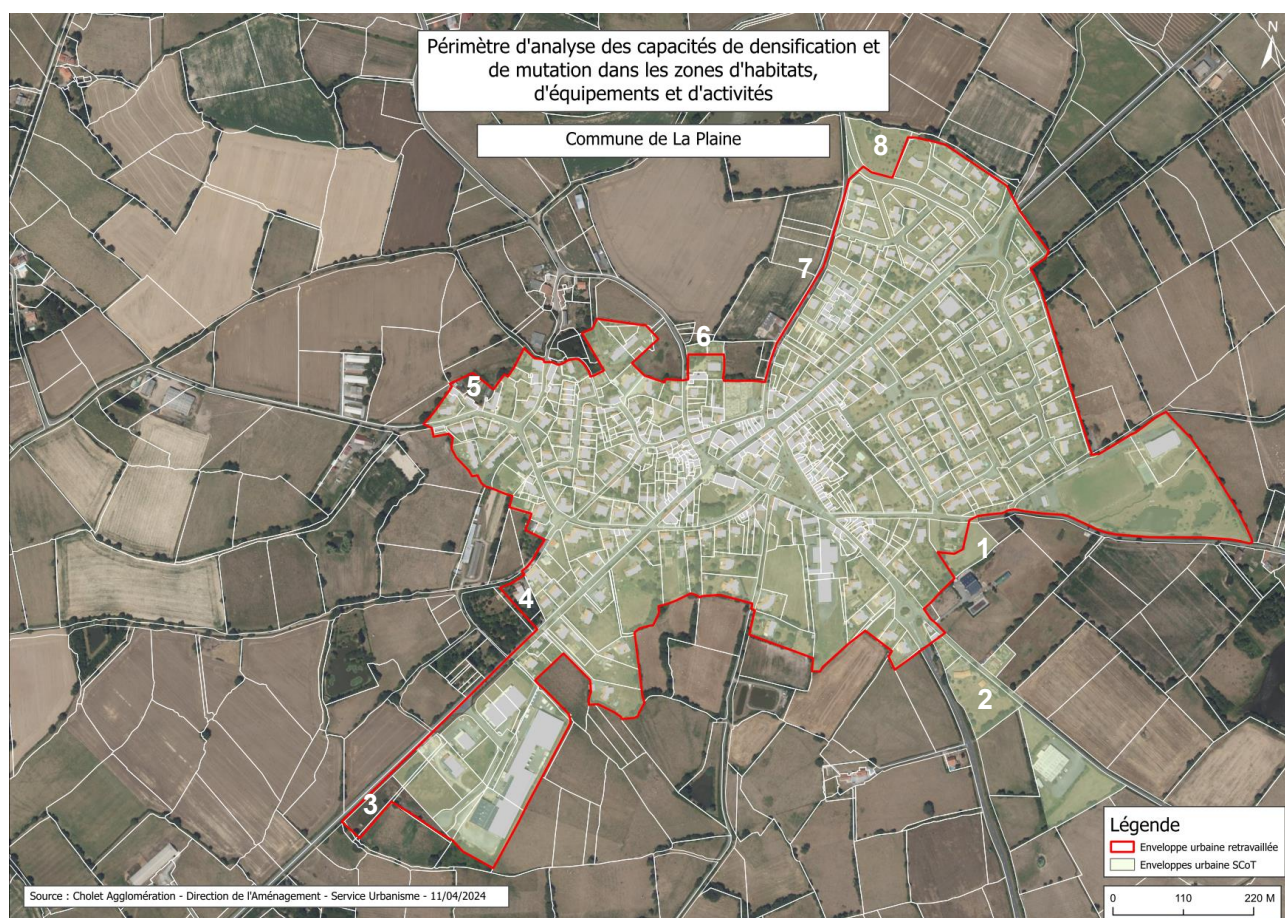 Périmètre d'analyse des capacités de densification et
de mutation dans les zones d'habitats,
d'équipements et d'activités
Commune de La Plaine
N
8
7
6
5
1
4
2
3
Légende
Enveloppe urbaine retravaillée
Enveloppes urbaine SCoT
Source : Cholet Agglomération - Direction de l'Aménagement - Service Urbanisme - 11/04/2024
0 110 220 M